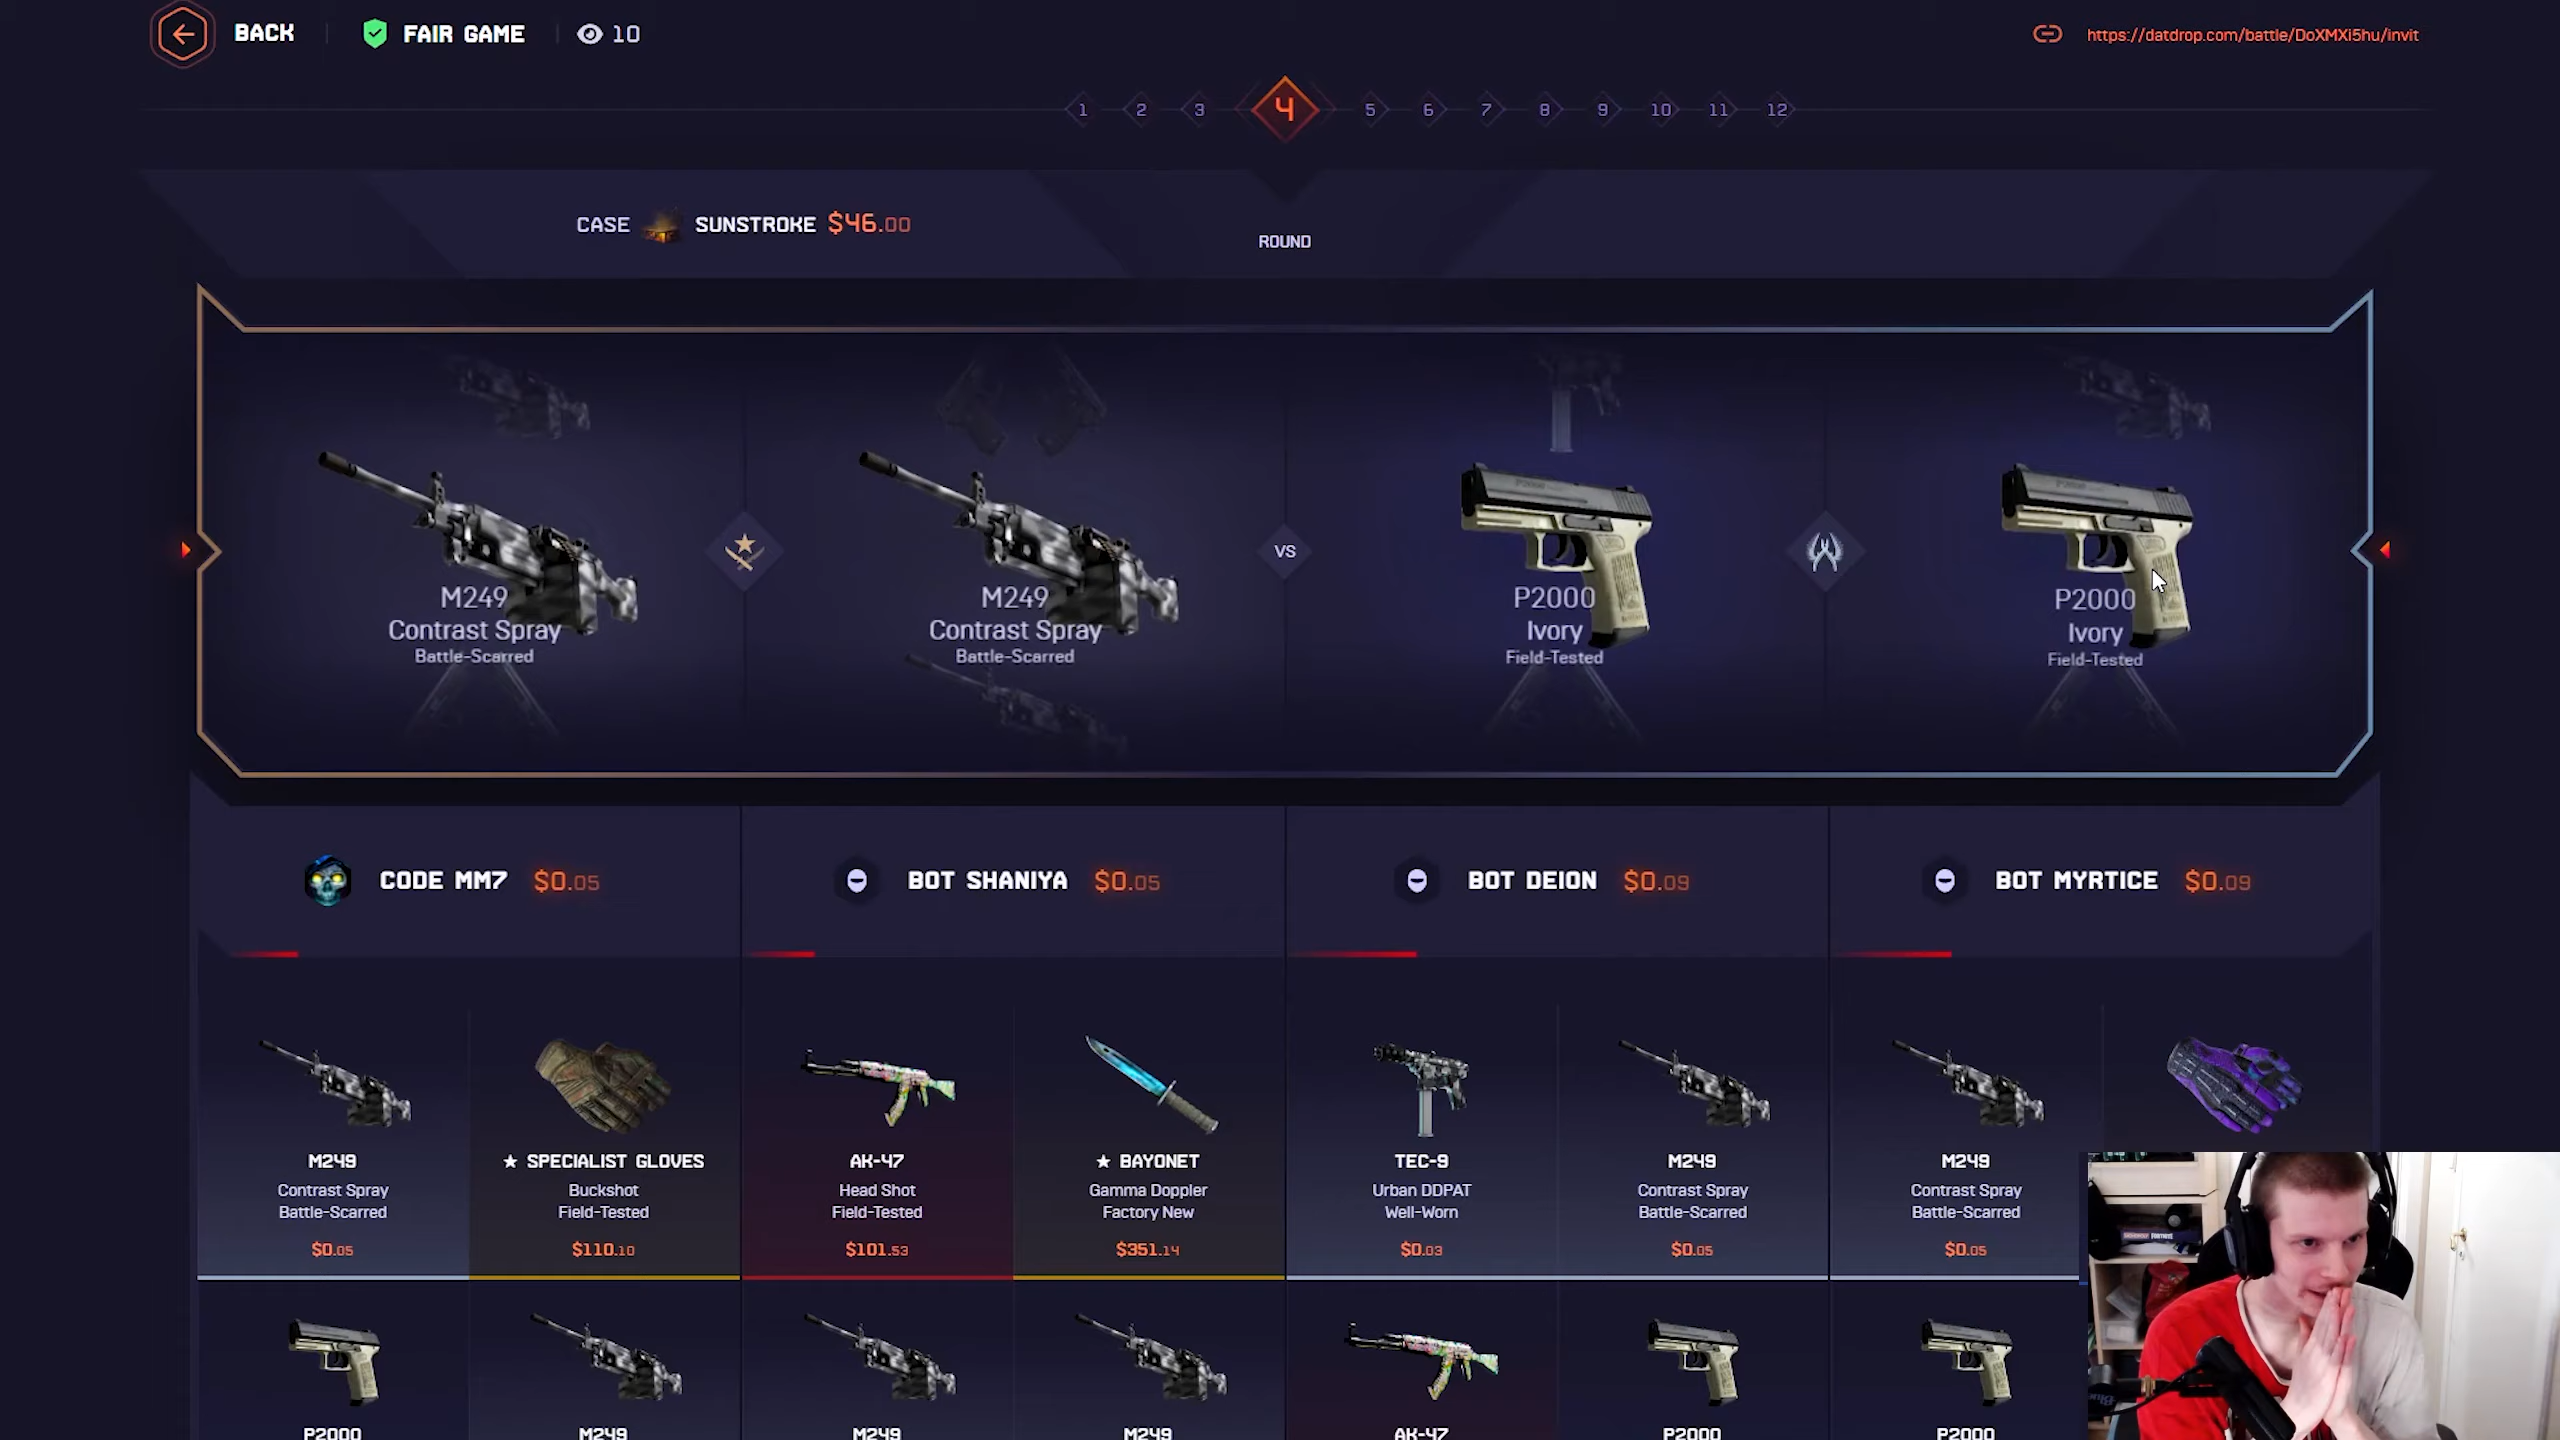 BACK
FAIR GAME
10
https://datdrop.com/battle/DoXMXi5hu/invit
1 2 3 4 5 6 7 8 9 10 11 12
CASE SUNSTROKE $46.00
ROUND
M249
Contrast Spray
Battle-Scarred
M249
Contrast Spray
Battle-Scarred
VS
P2000
Ivory
Field-Tested
P2000
Ivory
Field-Tested
CODE MM7 $0.05
BOT SHANIYA $0.05
BOT DEION $0.09
BOT MYRTICE $0.09
M249
Contrast Spray
Battle-Scarred
$0.05
★ SPECIALIST GLOVES
Buckshot
Field-Tested
$110.10
AK-47
Head Shot
Field-Tested
$101.53
★ BAYONET
Gamma Doppler
Factory New
$351.14
TEC-9
Urban DDPAT
Well-Worn
$0.03
M249
Contrast Spray
Battle-Scarred
$0.05
M249
Contrast Spray
Battle-Scarred
$0.05
P2000
M249
M249
M249
AK-47
P2000
P2000